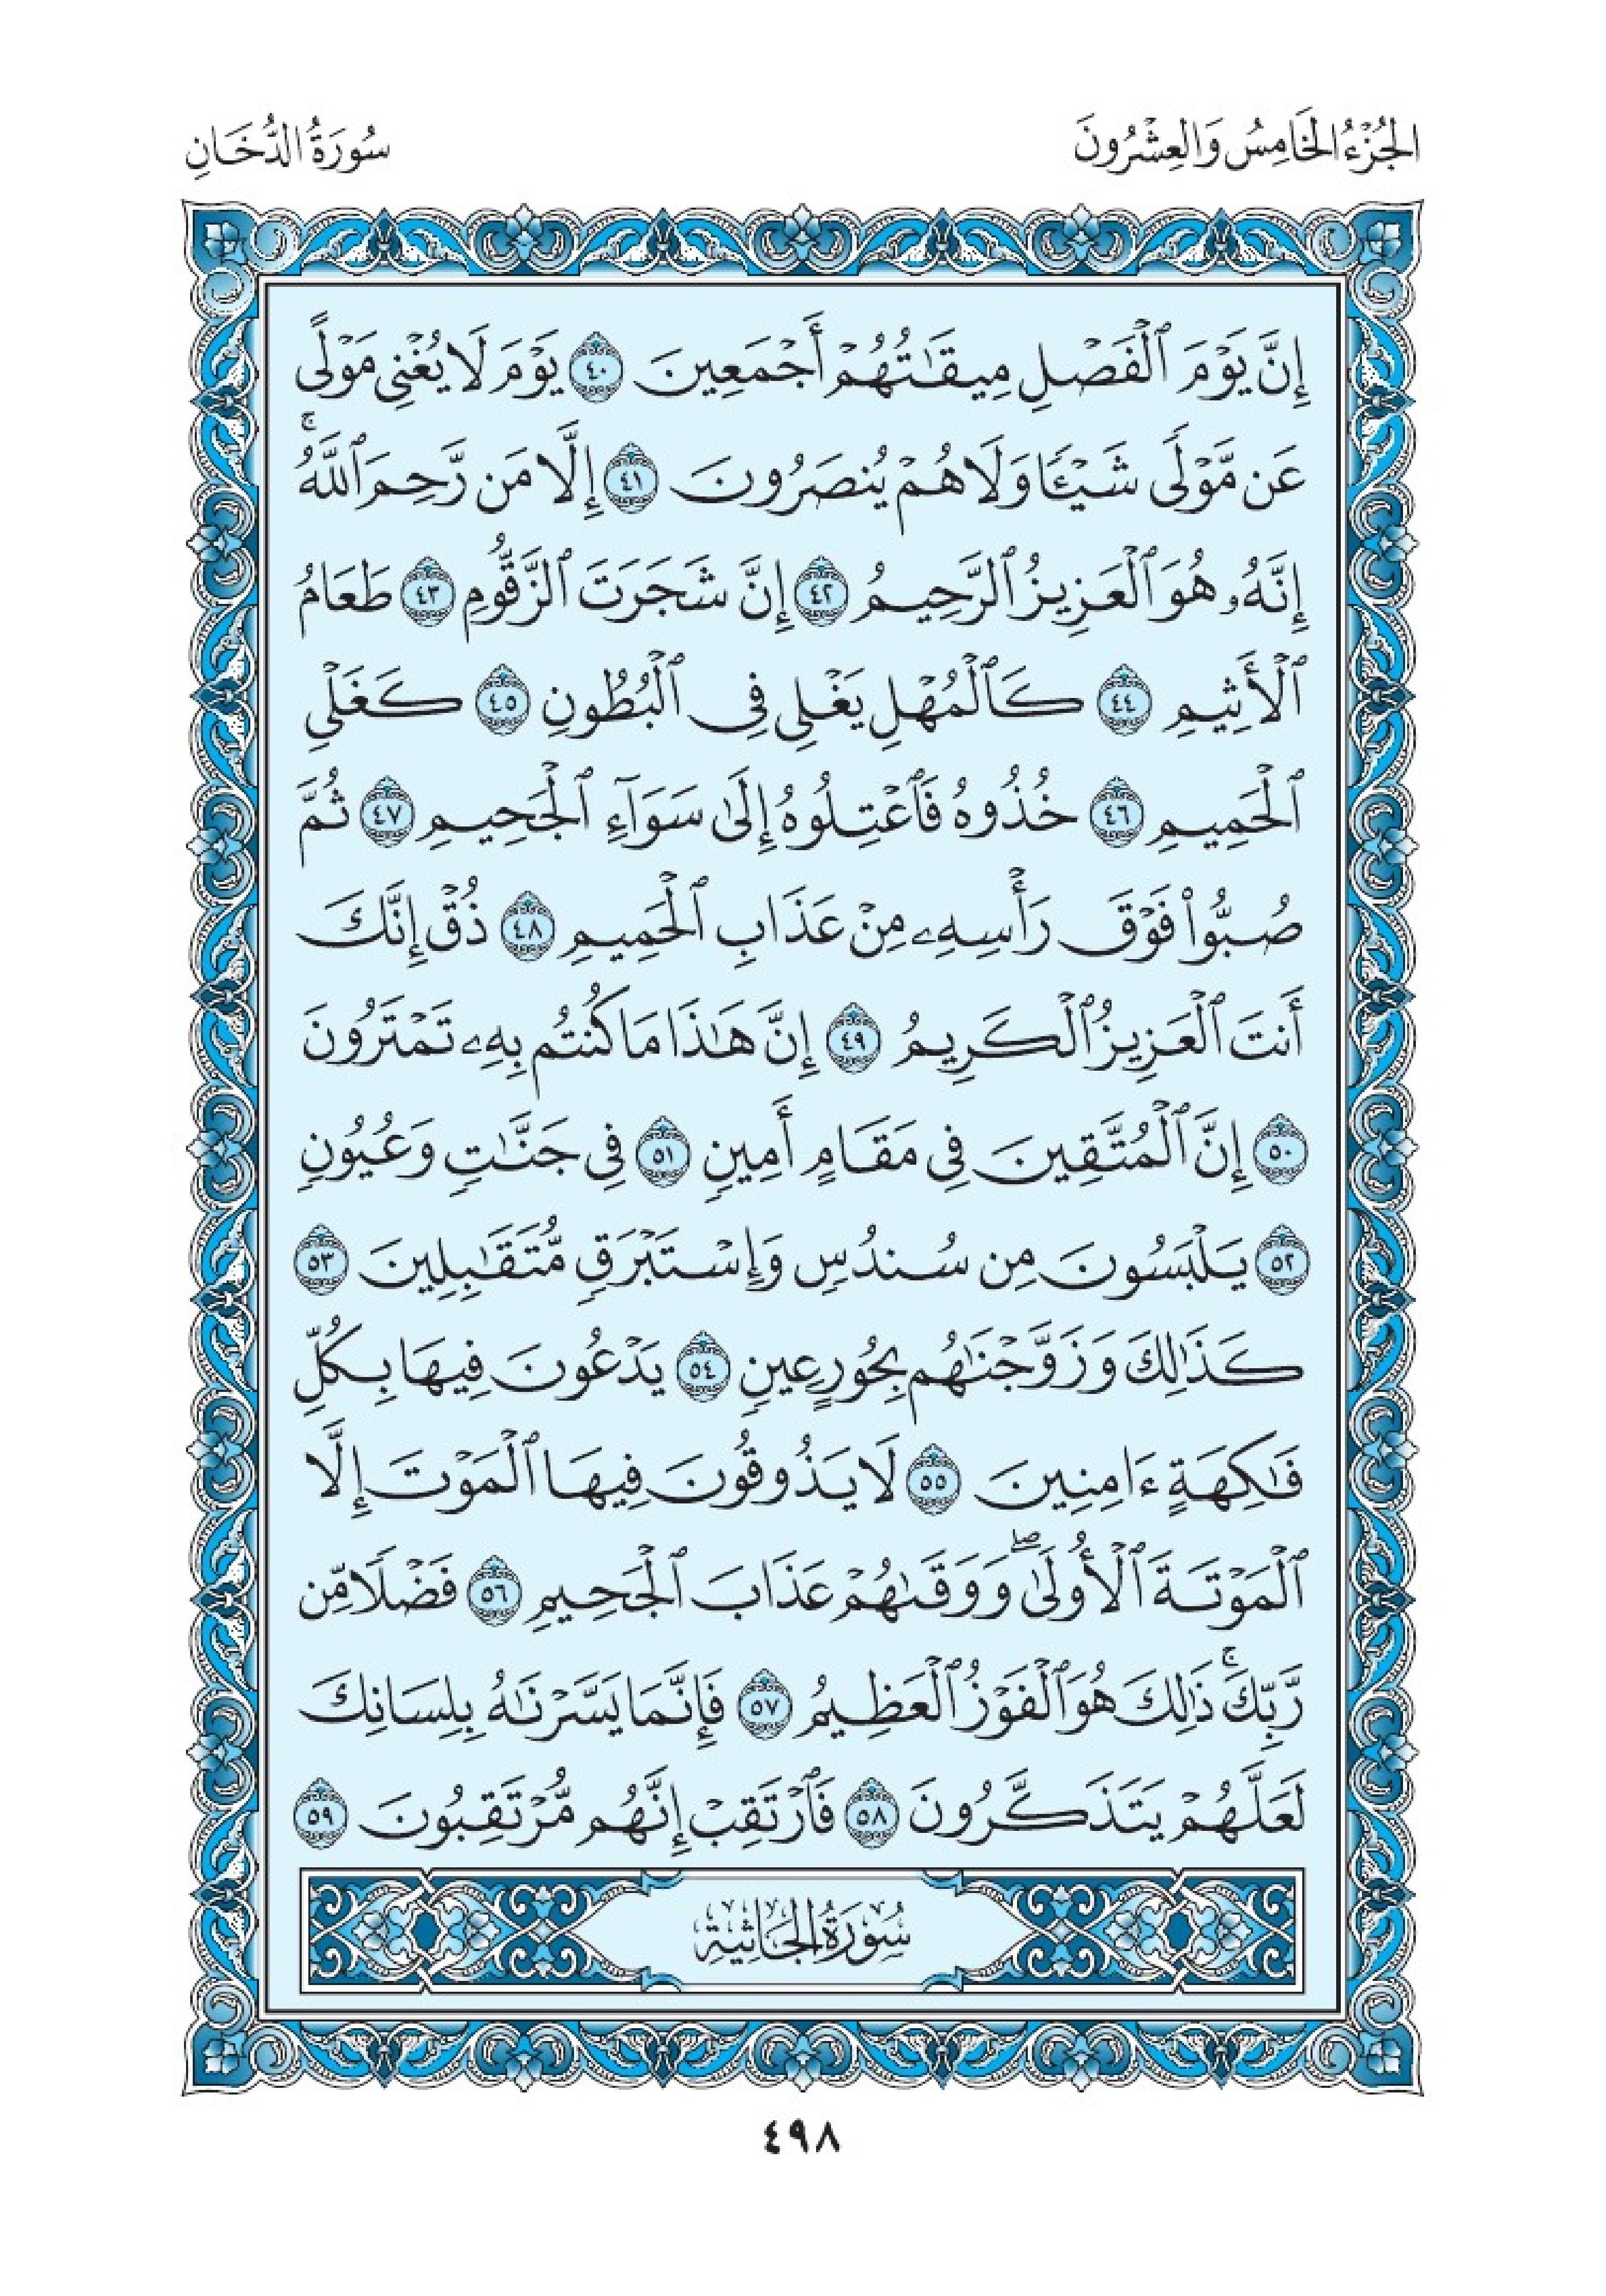 الجُزْءُ الخَامِسُ وَالعِشْرُونَ
سُورَةُ الدُّخَانِ
إِنَّ يَوْمَ ٱلْفَصْلِ مِيقَٰتُهُمْ أَجْمَعِينَ ٤٠ يَوْمَ لَا يُغْنِى مَوْلًى
عَن مَّوْلًى شَيْـًٔا وَلَا هُمْ يُنصَرُونَ ٤١ إِلَّا مَن رَّحِمَ ٱللَّهُ ۚ
إِنَّهُۥ هُوَ ٱلْعَزِيزُ ٱلرَّحِيمُ ٤٢ إِنَّ شَجَرَتَ ٱلزَّقُّومِ ٤٣ طَعَامُ
ٱلْأَثِيمِ ٤٤ كَٱلْمُهْلِ يَغْلِى فِى ٱلْبُطُونِ ٤٥ كَغَلْىِ
ٱلْحَمِيمِ ٤٦ خُذُوهُ فَٱعْتِلُوهُ إِلَىٰ سَوَآءِ ٱلْجَحِيمِ ٤٧ ثُمَّ
صُبُّوا۟ فَوْقَ رَأْسِهِۦ مِنْ عَذَابِ ٱلْحَمِيمِ ٤٨ ذُقْ إِنَّكَ
أَنتَ ٱلْعَزِيزُ ٱلْكَرِيمُ ٤٩ إِنَّ هَٰذَا مَا كُنتُم بِهِۦ تَمْتَرُونَ
٥٠ إِنَّ ٱلْمُتَّقِينَ فِى مَقَامٍ أَمِينٍ ٥١ فِى جَنَّٰتٍ وَعُيُونٍ
٥٢ يَلْبَسُونَ مِن سُندُسٍ وَإِسْتَبْرَقٍ مُّتَقَٰبِلِينَ ٥٣
كَذَٰلِكَ وَزَوَّجْنَٰهُم بِحُورٍ عِينٍ ٥٤ يَدْعُونَ فِيهَا بِكُلِّ
فَٰكِهَةٍ ءَامِنِينَ ٥٥ لَا يَذُوقُونَ فِيهَا ٱلْمَوْتَ إِلَّا
ٱلْمَوْتَةَ ٱلْأُولَىٰ ۖ وَوَقَىٰهُمْ عَذَابَ ٱلْجَحِيمِ ٥٦ فَضْلًا مِّن
رَّبِّكَ ۚ ذَٰلِكَ هُوَ ٱلْفَوْزُ ٱلْعَظِيمُ ٥٧ فَإِنَّمَا يَسَّرْنَٰهُ بِلِسَانِكَ
لَعَلَّهُمْ يَتَذَكَّرُونَ ٥٨ فَٱرْتَقِبْ إِنَّهُم مُّرْتَقِبُونَ ٥٩
سُورَةُ الجَاثِيَةِ
٤٩٨